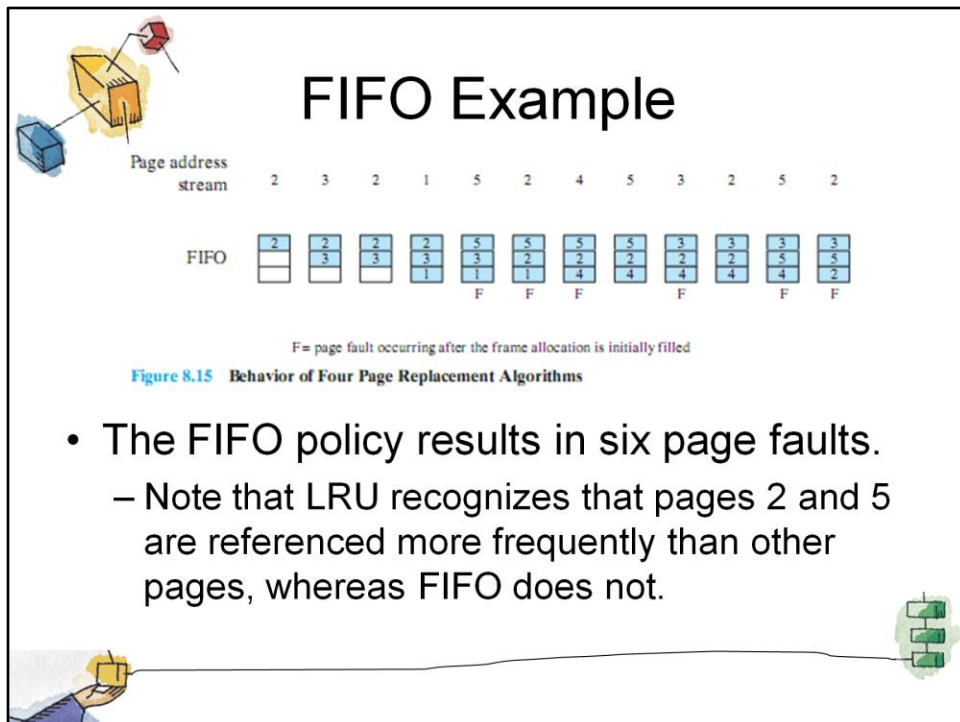 FIFO Example
Page address
stream 2 3 2 1 5 2 4 5 3 2 5 2
FIFO
2 2 2 2 5 5 5 5 3 3 3 3
3 3 3 3 2 2 2 2 2 5 5
1 1 1 4 4 4 4 4 2
F F F F F F
F= page fault occurring after the frame allocation is initially filled
Figure 8.15 Behavior of Four Page Replacement Algorithms
• The FIFO policy results in six page faults.
– Note that LRU recognizes that pages 2 and 5
are referenced more frequently than other
pages, whereas FIFO does not.